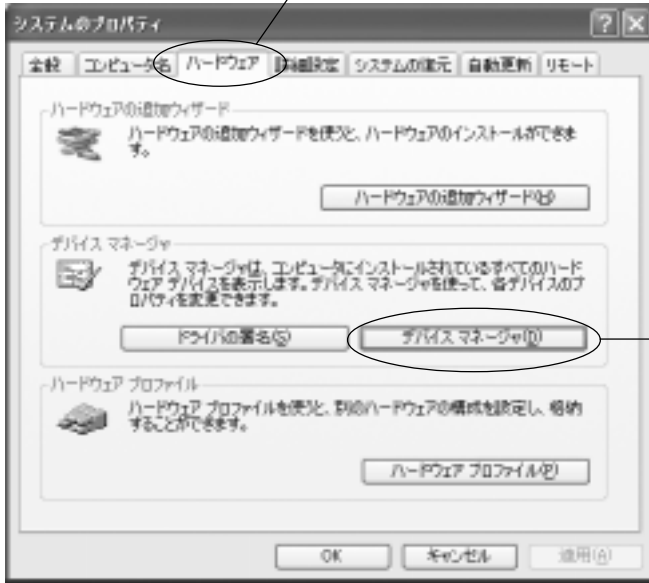 システムのプロパティ
全般 コンピュータ名 ハードウェア 詳細設定 システムの復元 自動更新 リモート
ハードウェアの追加ウィザード
ハードウェアの追加ウィザードを使うと、ハードウェアのインストールができま
す。
ハードウェアの追加ウィザード(H)
デバイス マネージャ
デバイス マネージャは、コンピュータにインストールされているすべてのハード
ウェア デバイスを表示します。デバイス マネージャを使って、各デバイスのプ
ロパティを変更できます。
ドライバの署名(S) デバイス マネージャ(D)
ハードウェア プロファイル
ハードウェア プロファイルを使うと、別のハードウェアの構成を設定し、格納
することができます。
ハードウェア プロファイル(P)
OK キャンセル 適用(A)